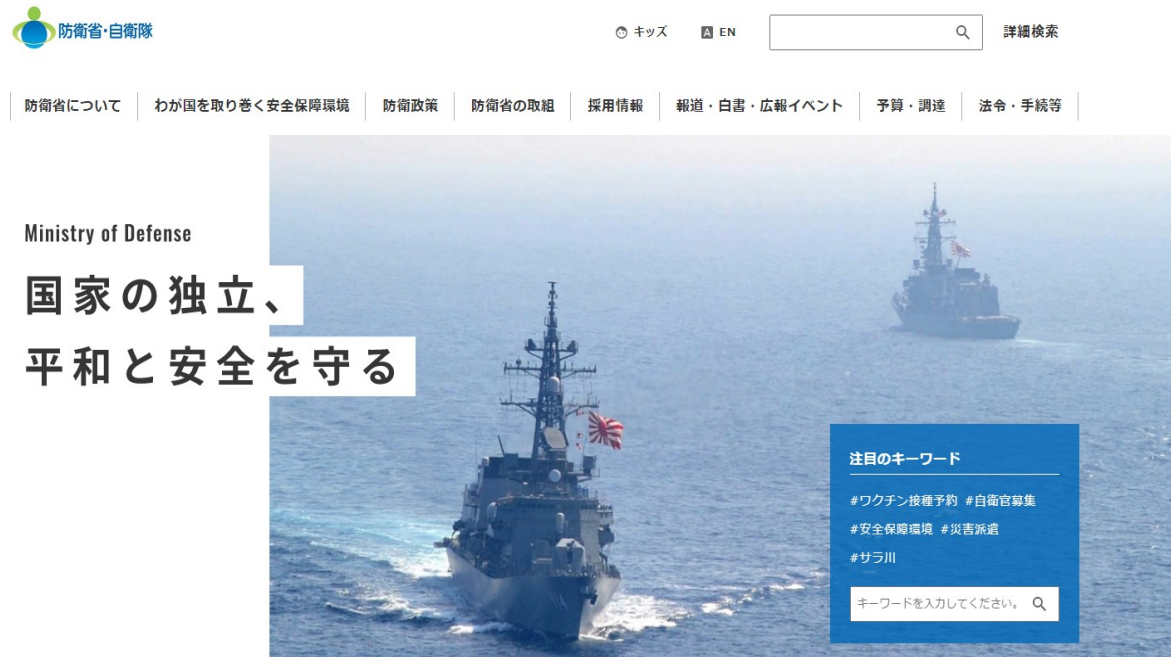 防衛省・自衛隊
キッズ
A EN
詳細検索
防衛省について
わが国を取り巻く安全保障環境
防衛政策
防衛省の取組
採用情報
報道・白書・広報イベント
予算・調達
法令・手続等
Ministry of Defense
国家の独立、
平和と安全を守る
注目のキーワード
#ワクチン接種予約 #自衛官募集
#安全保障環境 #災害派遣
#サラ川
キーワードを入力してください。